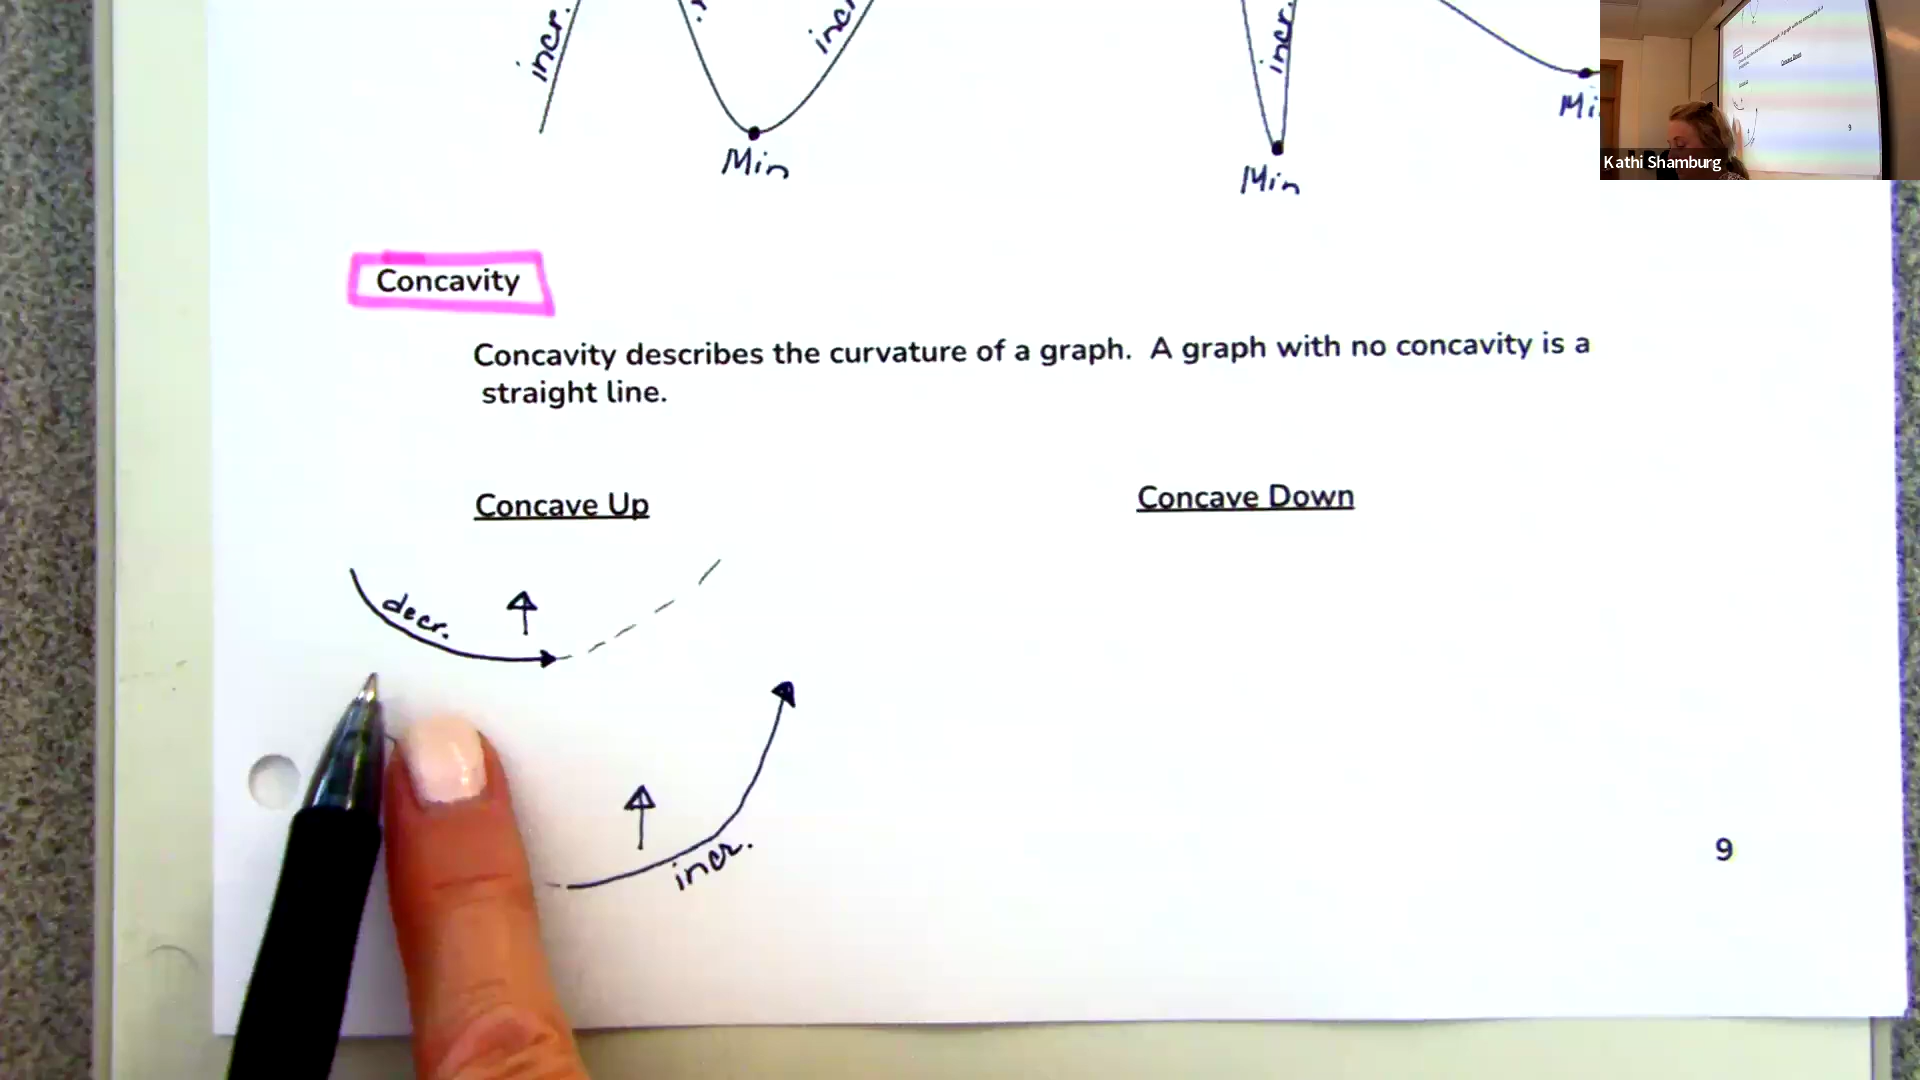 incr.
incr
incr.
Min
Min
Mi
Kathi Shamburg
Concavity
Concavity describes the curvature of a graph. A graph with no concavity is a
straight line.
Concave Up
Concave Down
decr.
incr.
9